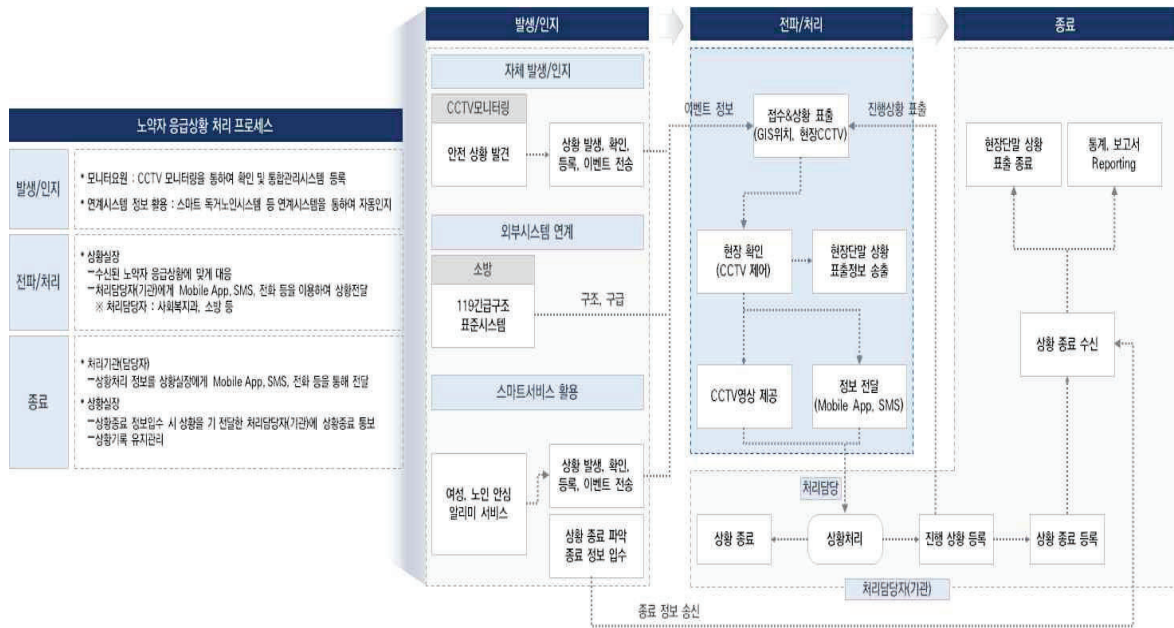 노약자 응급상황 처리 프로세스
발생/인지
* 모니터요원 : CCTV 모니터링을 통하여 확인 및 통합관리시스템 등록
* 연계시스템 정보 활용 : 스마트 독거노인시스템 등 연계시스템을 통하여 자동인지
전파/처리
* 상황실장
─수신된 노약자 응급상황에 맞게 대응
─처리담당자(기관)에게 Mobile App, SMS, 전화 등을 이용하여 상황전달
※ 처리담당자 : 사회복지과, 소방 등
종료
* 처리기관(담당자)
─상황처리 정보를 상황실장에게 Mobile App, SMS, 전화 등을 통해 전달
* 상황실장
─상황종료 정보입수 시 상황을 기 전달한 처리담당자(기관)에 상황종료 통보
─상황기록 유지관리
발생/인지
자체 발생/인지
CCTV모니터링
안전 상황 발견
상황 발생, 확인,
등록, 이벤트 전송
외부시스템 연계
소방
119긴급구조
표준시스템
구조, 구급
스마트서비스 활용
여성, 노인 안심
알리미 서비스
상황 발생, 확인,
등록, 이벤트 전송
상황 종료 파악
종료 정보 입수
종료 정보 송신
전파/처리
이벤트 정보
접수&상황 표출
(GIS위치, 현장CCTV)
진행상황 표출
현장 확인
(CCTV 제어)
현장단말 상황
표출정보 송출
CCTV영상 제공
정보 전달
(Mobile App, SMS)
처리담당
상황 종료
상황처리
진행 상황 등록
상황 종료 등록
처리담당자(기관)
종료
현장단말 상황
표출 종료
통계, 보고서
Reporting
상황 종료 수신